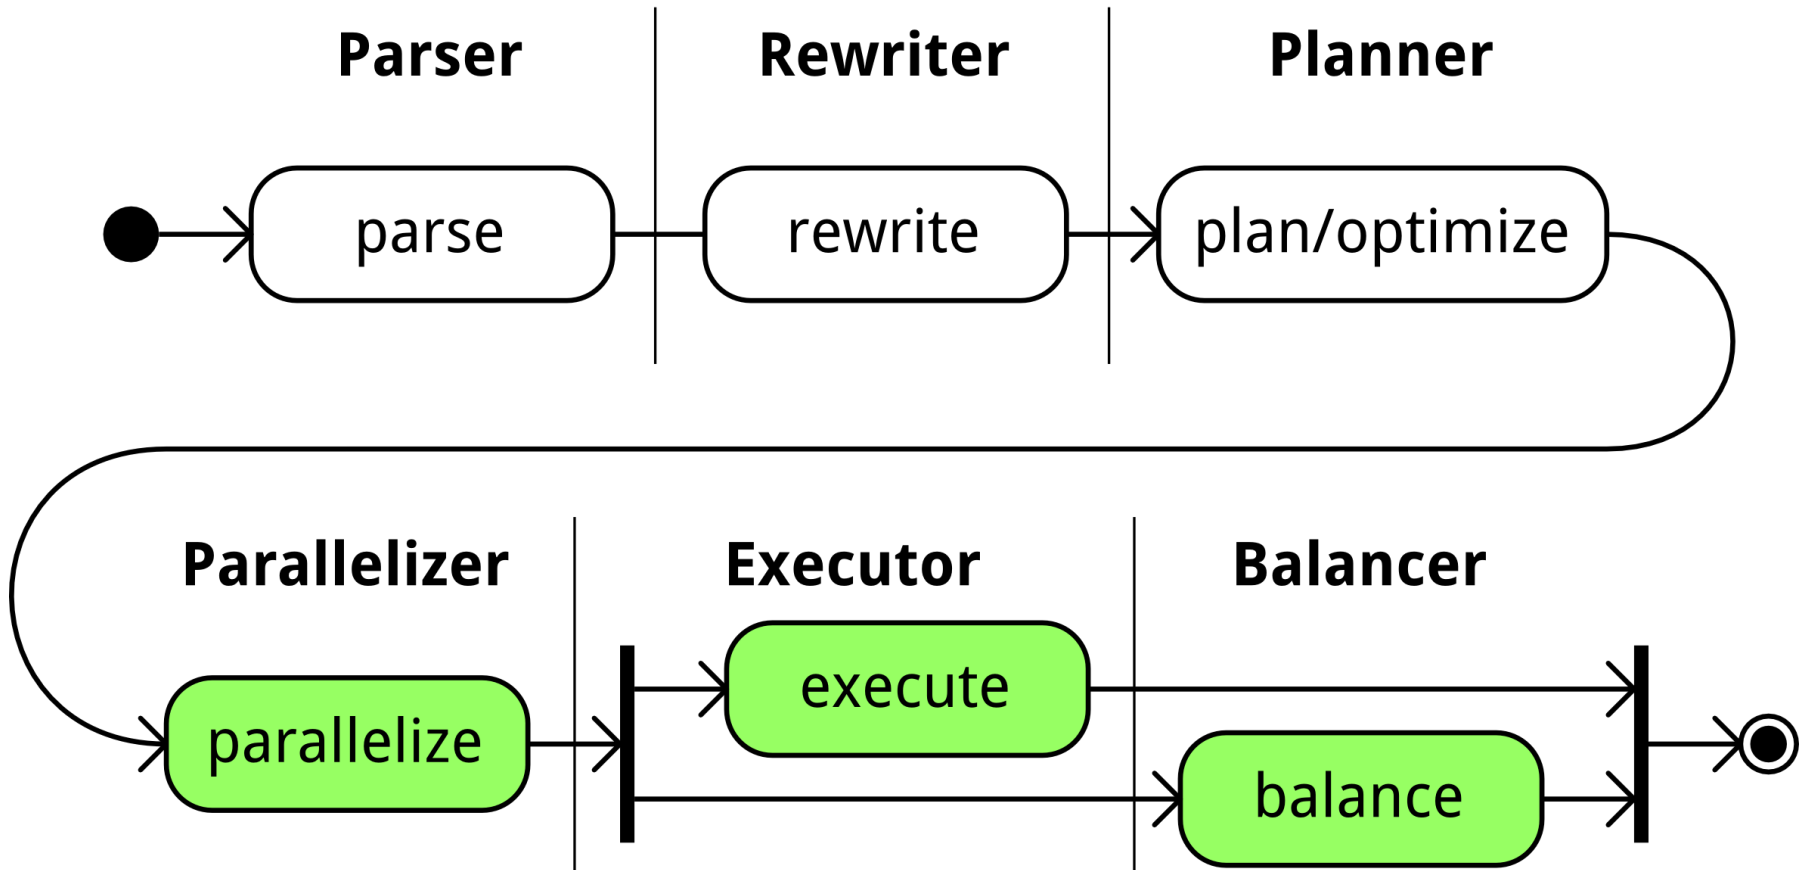 Parser
Rewriter
Planner
parse
rewrite
plan/optimize
Parallelizer
Executor
Balancer
parallelize
execute
balance